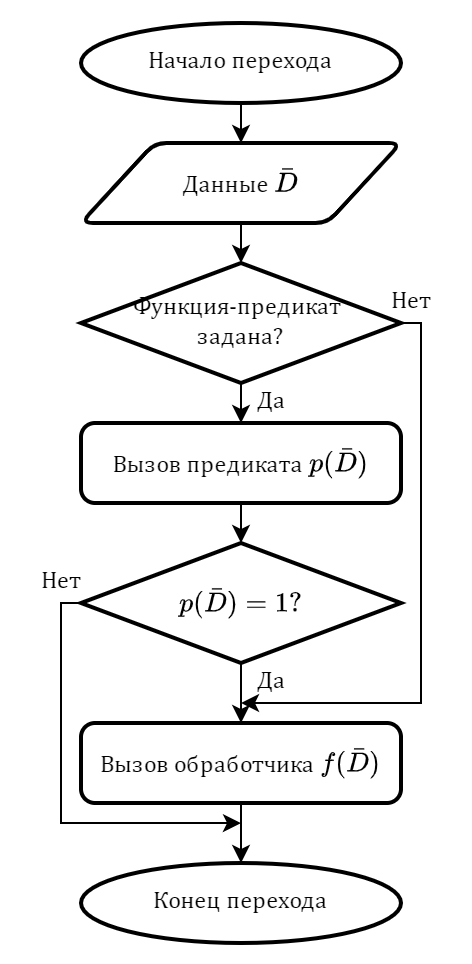 Начало перехода
Данные D̄
Функция-предикат
задана?
Нет
Да
Вызов предиката p(D̄)
Нет
p(D̄) = 1?
Да
Вызов обработчика f(D̄)
Конец перехода